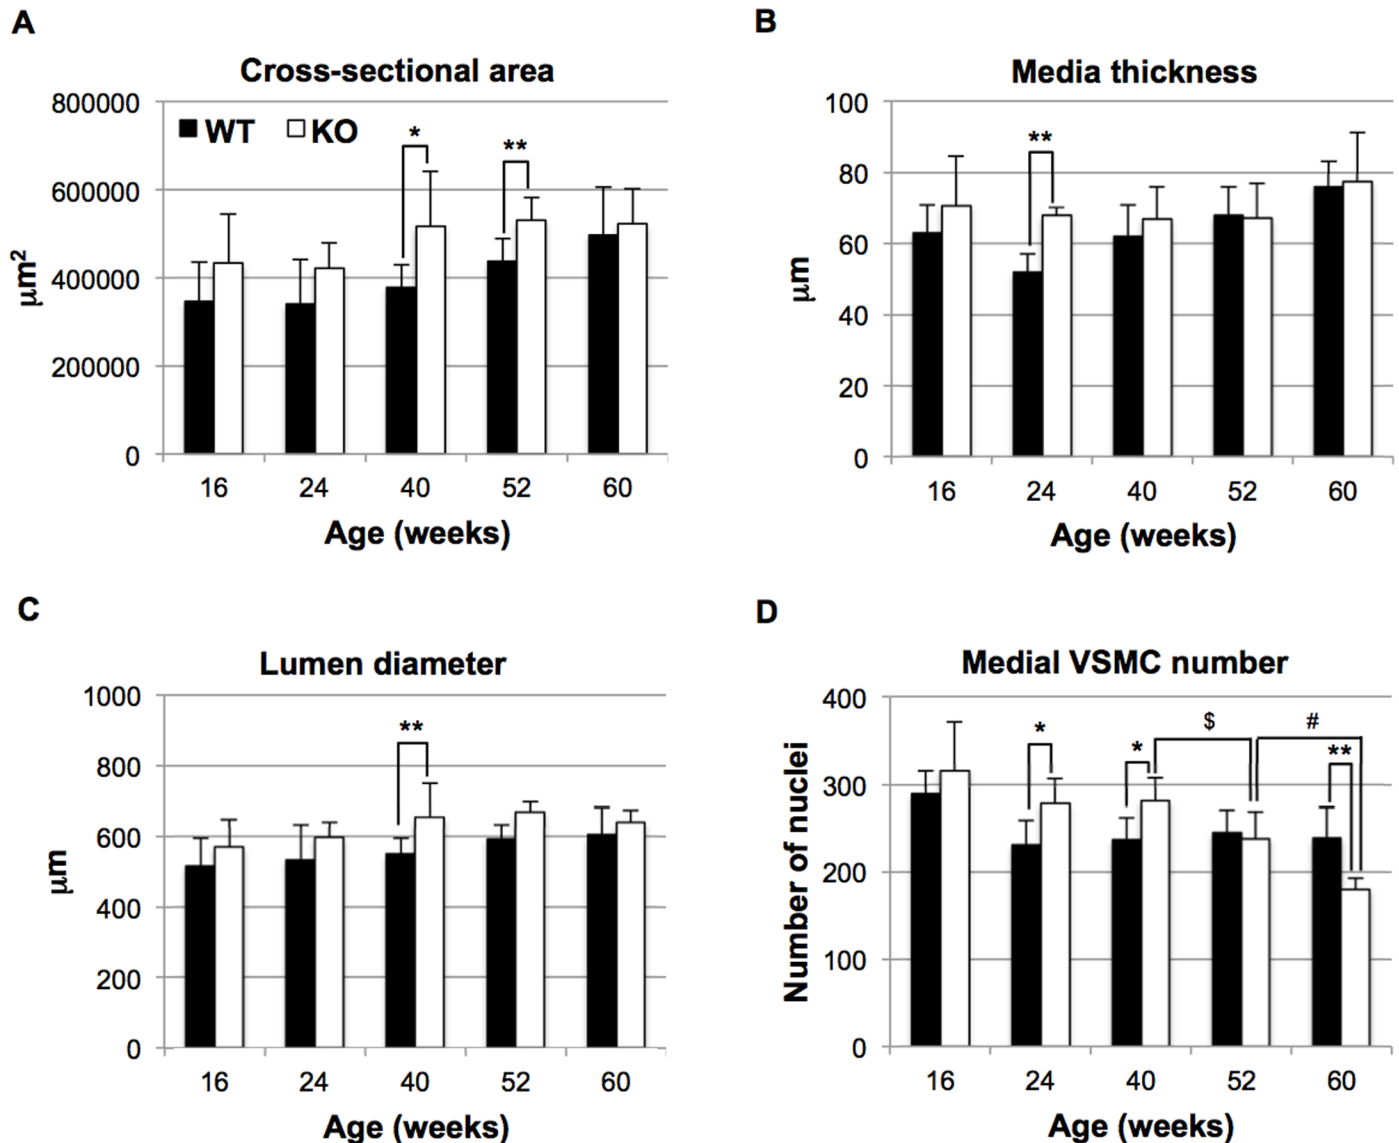 A
Cross-sectional area
800000
WT KO
*
**
600000
400000
200000
0
μm2
16 24 40 52 60
Age (weeks)
B
Media thickness
100
**
80
60
40
20
0
μm
16 24 40 52 60
Age (weeks)
C
Lumen diameter
1000
**
800
600
400
200
0
μm
16 24 40 52 60
Age (weeks)
D
Medial VSMC number
400
$ #
* * **
300
200
100
0
Number of nuclei
16 24 40 52 60
Age (weeks)